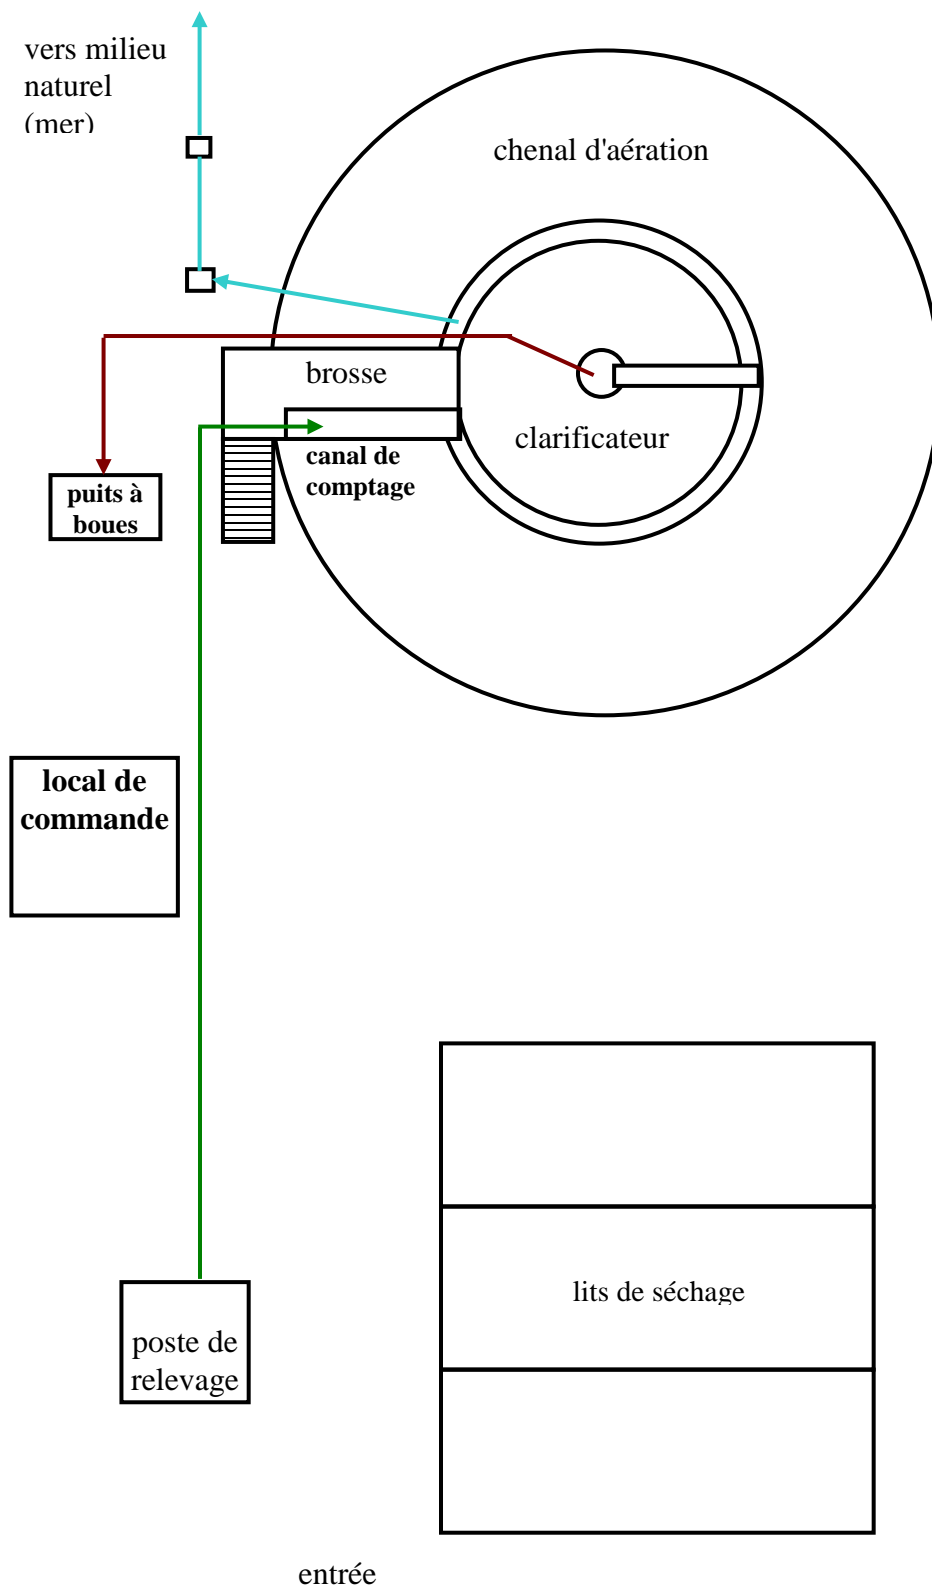 vers milieu
naturel
(mer)
chenal d'aération
brosse
clarificateur
canal de
comptage
puits à
boues
local de
commande
lits de séchage
poste de
relevage
entrée